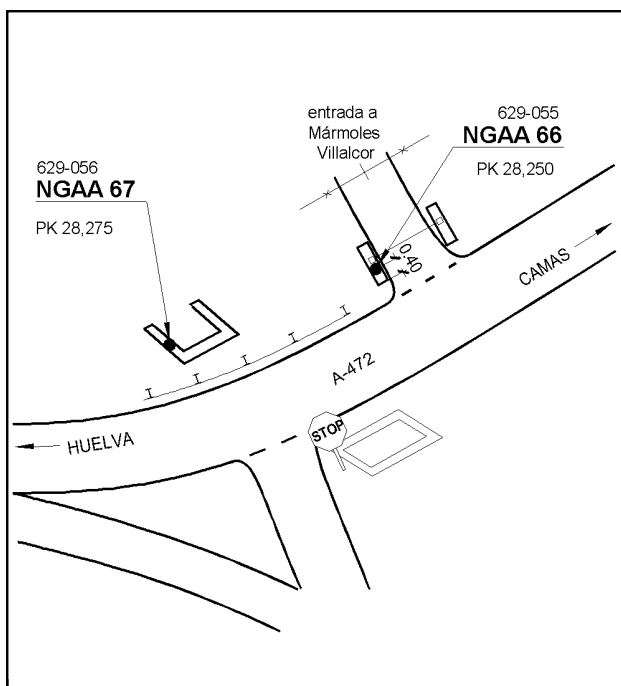 entrada a
Mármoles
Villalcor
629-055
NGAA 66
PK 28,250
629-056
NGAA 67
PK 28,275
0.40
CAMAS
A-472
STOP
HUELVA